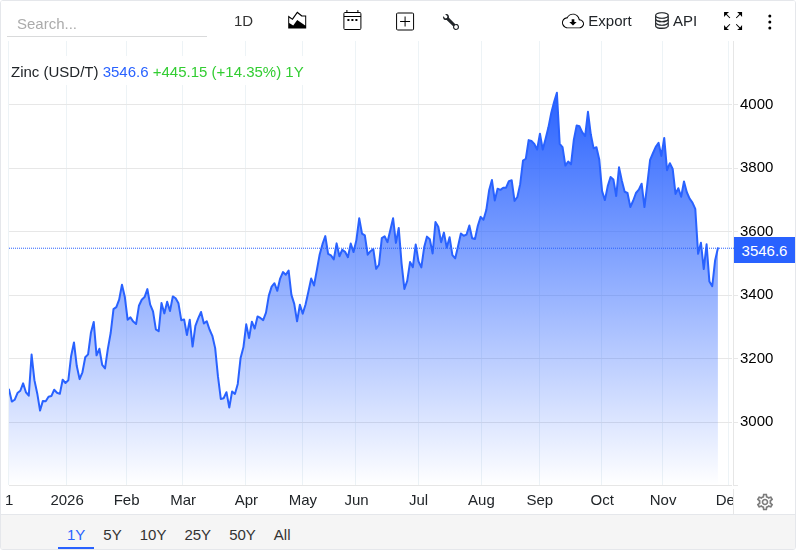 Search... 1D Export API
Zinc (USD/T) 3546.6 +445.15 (+14.35%) 1Y
4000
3800
3600
3546.6
3400
3200
3000
1 2026 Feb Mar Apr May Jun Jul Aug Sep Oct Nov De
1Y 5Y 10Y 25Y 50Y All